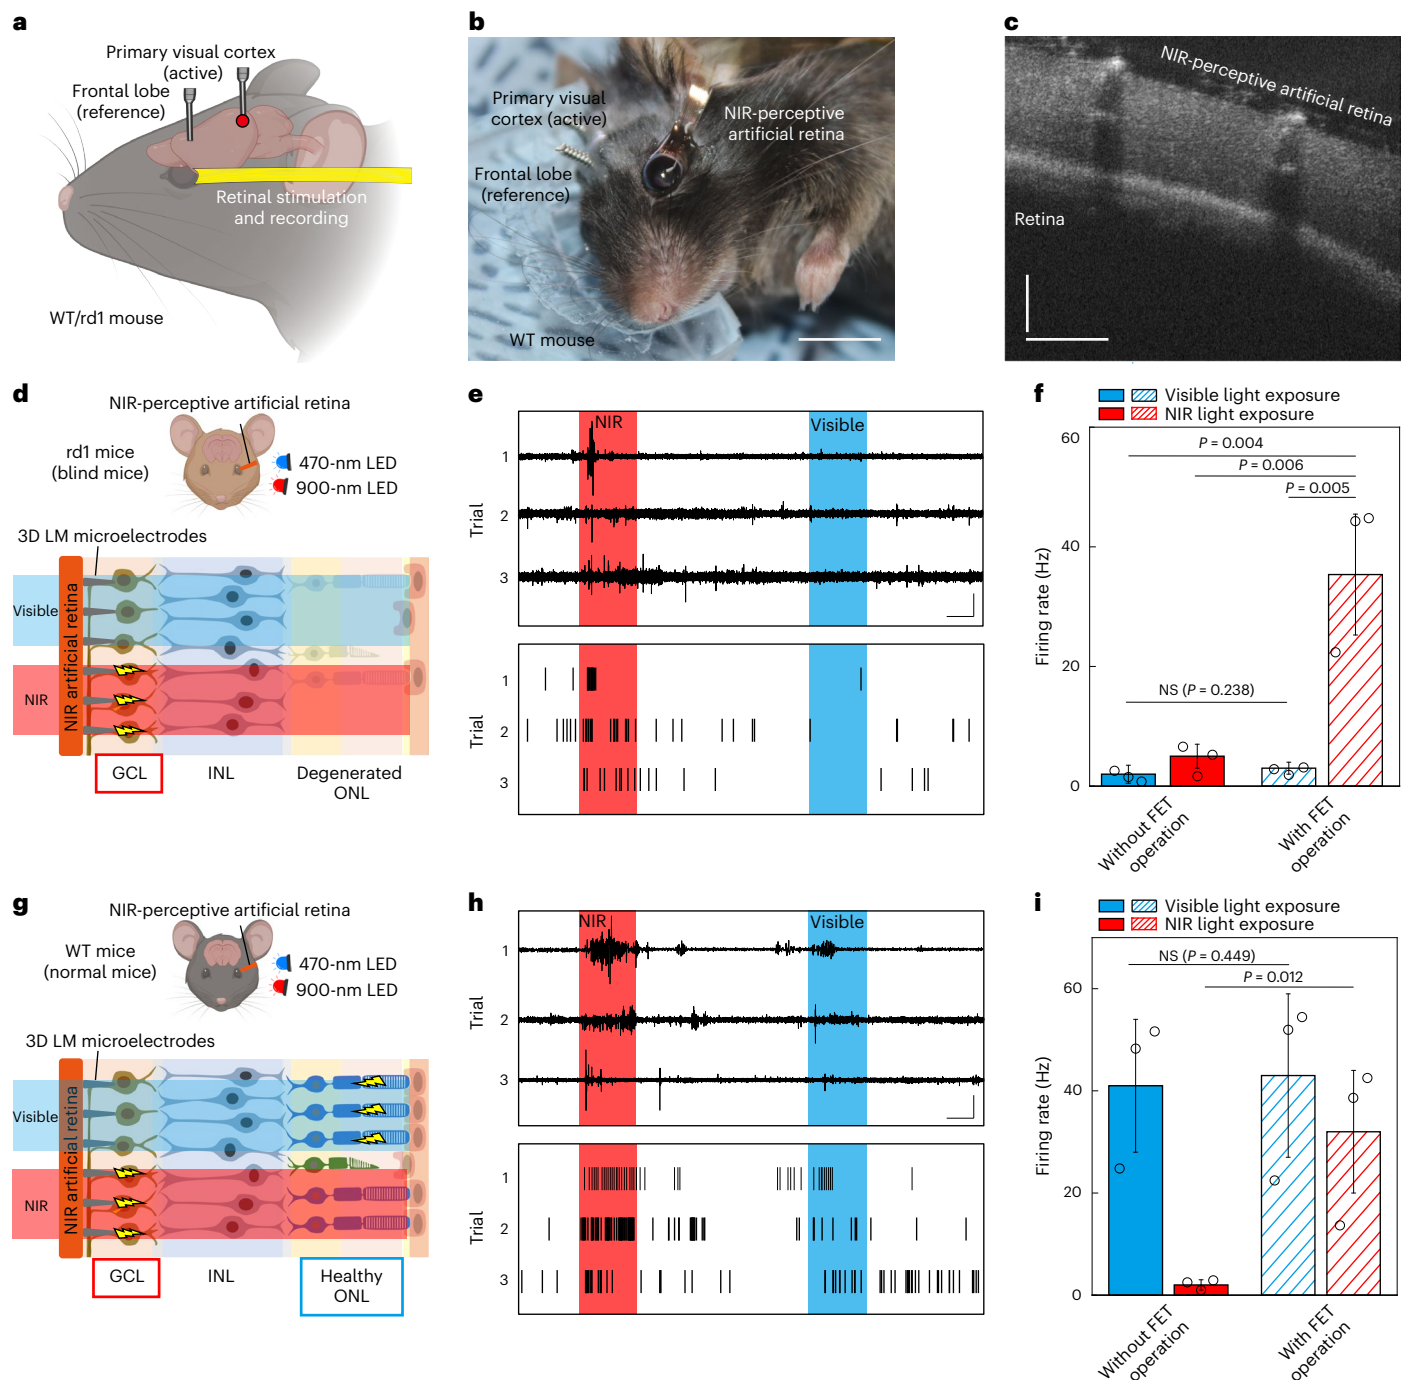 a
Primary visual cortex
(active)
Frontal lobe
(reference)
Retinal stimulation
and recording
WT/rd1 mouse
b
Primary visual
cortex (active)
NIR-perceptive
artificial retina
Frontal lobe
(reference)
WT mouse
c
NIR-perceptive artificial retina
Retina
d
NIR-perceptive artificial retina
rd1 mice
(blind mice)
470-nm LED
900-nm LED
3D LM microelectrodes
Visible
NIR
NIR artificial retina
GCL
INL
Degenerated
ONL
e
NIR
Visible
1
2
3
Trial
1
2
3
Trial
f
Visible light exposure
NIR light exposure
P = 0.004
P = 0.006
P = 0.005
NS (P = 0.238)
60
40
20
0
Firing rate (Hz)
Without FET
operation
With FET
operation
g
NIR-perceptive artificial retina
WT mice
(normal mice)
470-nm LED
900-nm LED
3D LM microelectrodes
Visible
NIR
NIR artificial retina
GCL
INL
Healthy
ONL
h
NIR
Visible
1
2
3
Trial
1
2
3
Trial
i
Visible light exposure
NIR light exposure
NS (P = 0.449)
P = 0.012
60
40
20
0
Firing rate (Hz)
Without FET
operation
With FET
operation